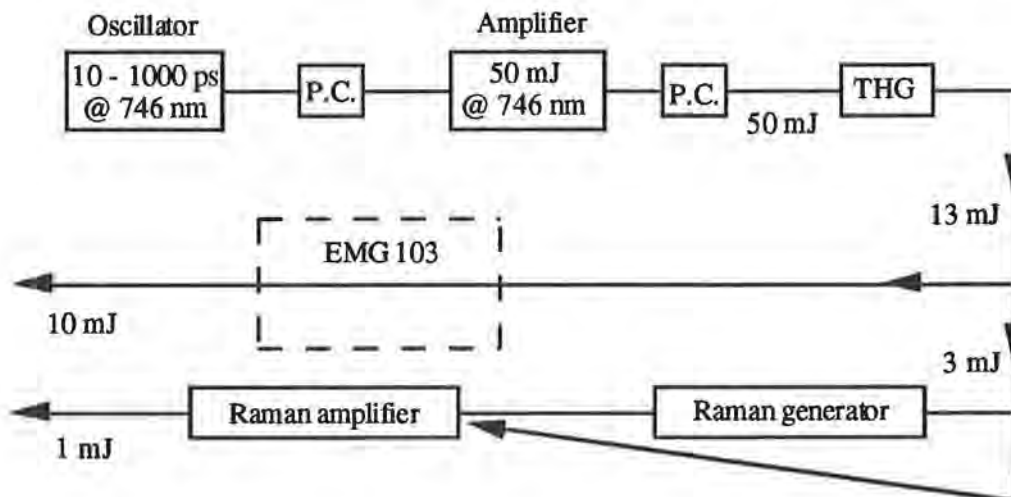 Oscillator
Amplifier
10 - 1000 ps
@ 746 nm
P.C.
50 mJ
@ 746 nm
P.C.
50 mJ
THG
13 mJ
EMG 103
10 mJ
3 mJ
Raman amplifier
Raman generator
1 mJ